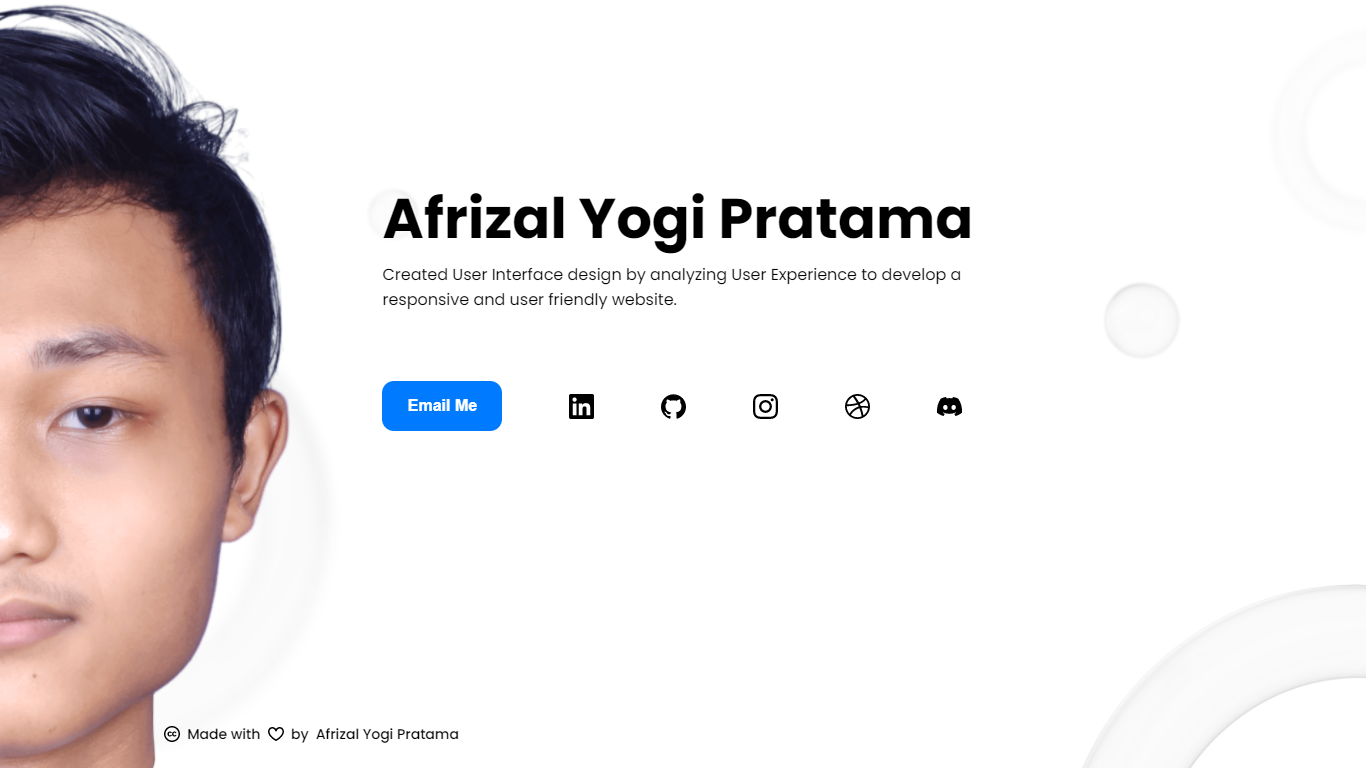 Afrizal Yogi Pratama
Created User Interface design by analyzing User Experience to develop a
responsive and user friendly website.
Email Me
Made with by Afrizal Yogi Pratama